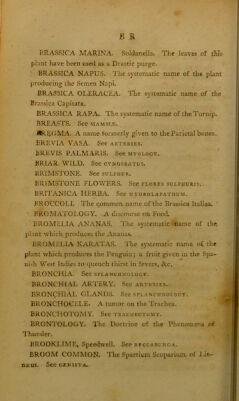 B R
BRASSICA MARINA. Soldanella. The leaves of this
plant have been used as a Drastic purge.
BRASSICA NAPUS. The systematic name of the plant
producing the Semen Napi.
BRASSICA OLERACEA. The systematic name of the
Brassica Capitata.
BRASSICA RAPA. The systematic name of the Turnip.
BREASTS. See MAMMÆ.
BREGMA. A name formerly given to the Parietal bones.
BREVIA VASA. See ARTERIES.
BREVIS PALMARIS. See MYOLOGY.
BRIAR WILD. See CYNOSBATUS.
BRIMSTONE. See SULPHUR.
BRIMSTONE FLOWERS. See FLORES SULPHURIS.
BRITANICA HERBA. See HYDROLAPATHUM.
BROCCOLI. The common name of the Brassica Italica.
BROMATOLOGY. A discourse on Food.
BROMELIA ANANAS. The systematic name of the
plant which produces the Ananas.
BROMELIA KARATAS. The systematic name of the
plant which produces the Penguin; a fruit given in the Spa-
nish West Indies to quench thirst in fevers, &c.
BRONCHIA. See SPLANCHNOLOGY.
BRONCHIAL ARTERY. See ARTERIES.
BRONCHIAL GLANDS. See SPLANCHNOLOGY.
BRONCHOCELE. A tumor on the Trachea.
BRONCHOTOMY. See TRACHEOTOMY.
BRONTOLOGY. The Doctrine of the Phenomena of
Thunder.
BROOKLIME, Speedwell. See BECCABUNGA.
BROOM COMMON. The Spartium Scoparium, of Lin-
næus. See GENISTA.